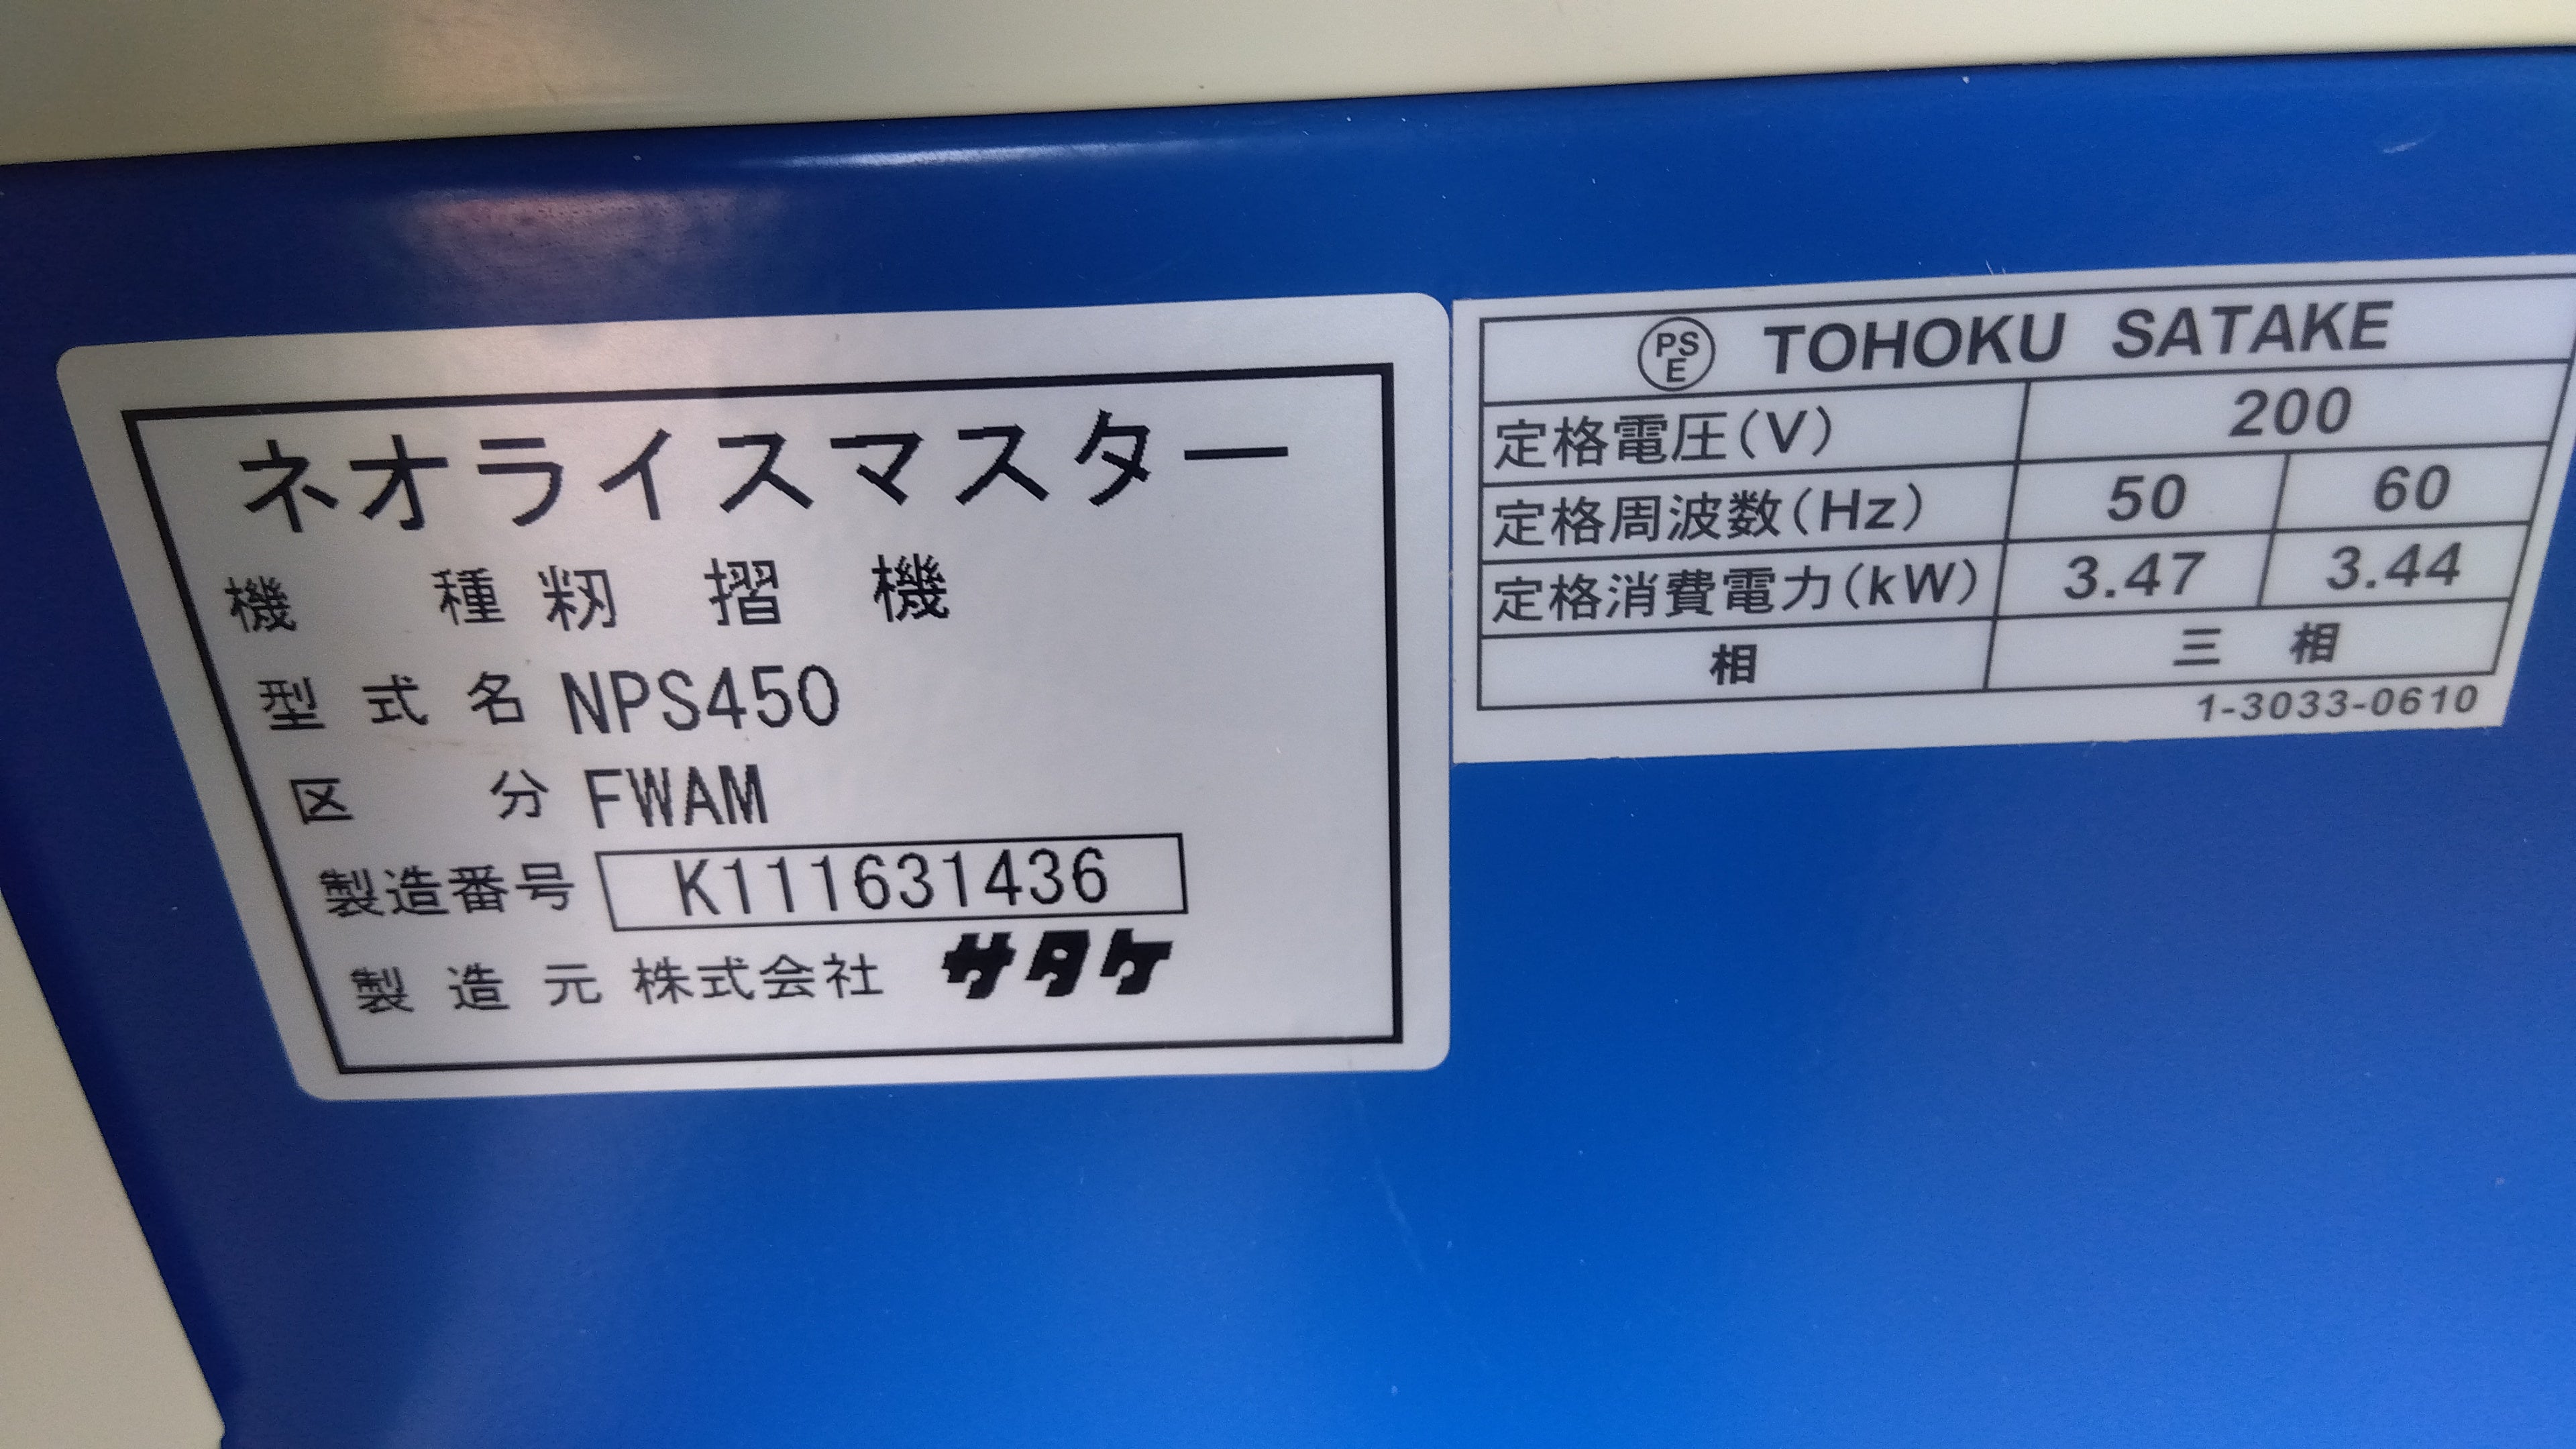 ネオライスマスター
機種 籾摺機
型式名 NPS450
区分 FWAM
製造番号 K111631436
製造元 株式会社 サタケ
PSE TOHOKU SATAKE
定格電圧(V) 200
定格周波数(Hz) 50 60
定格消費電力(kW) 3.47 3.44
相 三相
1-3033-0610